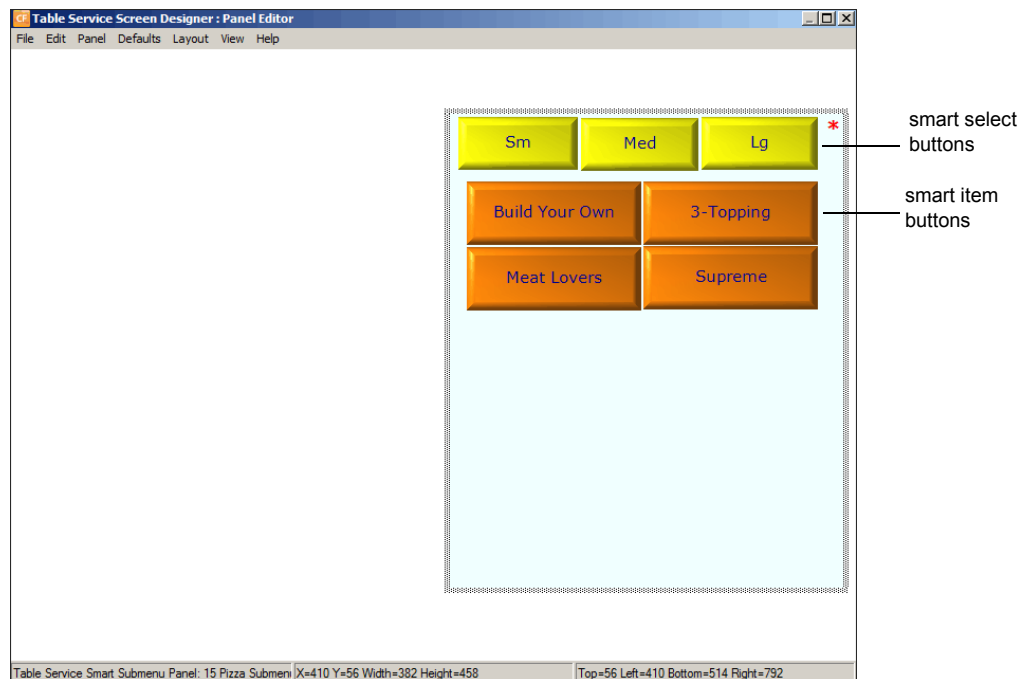 CF Table Service Screen Designer : Panel Editor
File Edit Panel Defaults Layout View Help
*
Sm Med Lg
smart select
buttons
Build Your Own 3-Topping
smart item
buttons
Meat Lovers Supreme
Table Service Smart Submenu Panel: 15 Pizza Submenu X=410 Y=56 Width=382 Height=458 Top=56 Left=410 Bottom=514 Right=792